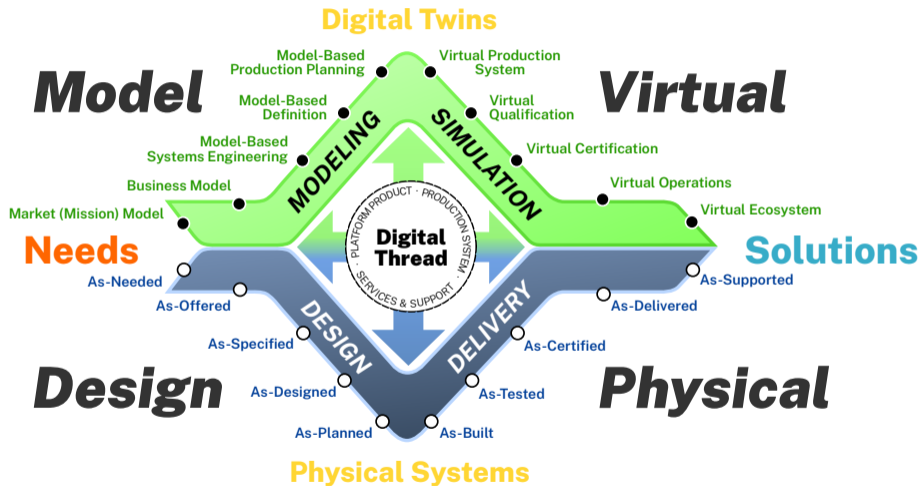 Digital Twins
Model
Virtual
Model-Based
Production Planning
Virtual Production
System
Model-Based
Definition
Virtual
Qualification
Model-Based
Systems Engineering
Virtual Certification
Business Model
Virtual Operations
Market (Mission) Model
Virtual Ecosystem
MODELING
SIMULATION
Needs
Solutions
PLATFORM PRODUCT · PRODUCTION SYSTEM · SERVICES & SUPPORT ·
Digital
Thread
As-Needed
As-Supported
As-Offered
As-Delivered
DESIGN
DELIVERY
As-Specified
As-Certified
Design
Physical
As-Designed
As-Tested
As-Planned
As-Built
Physical Systems